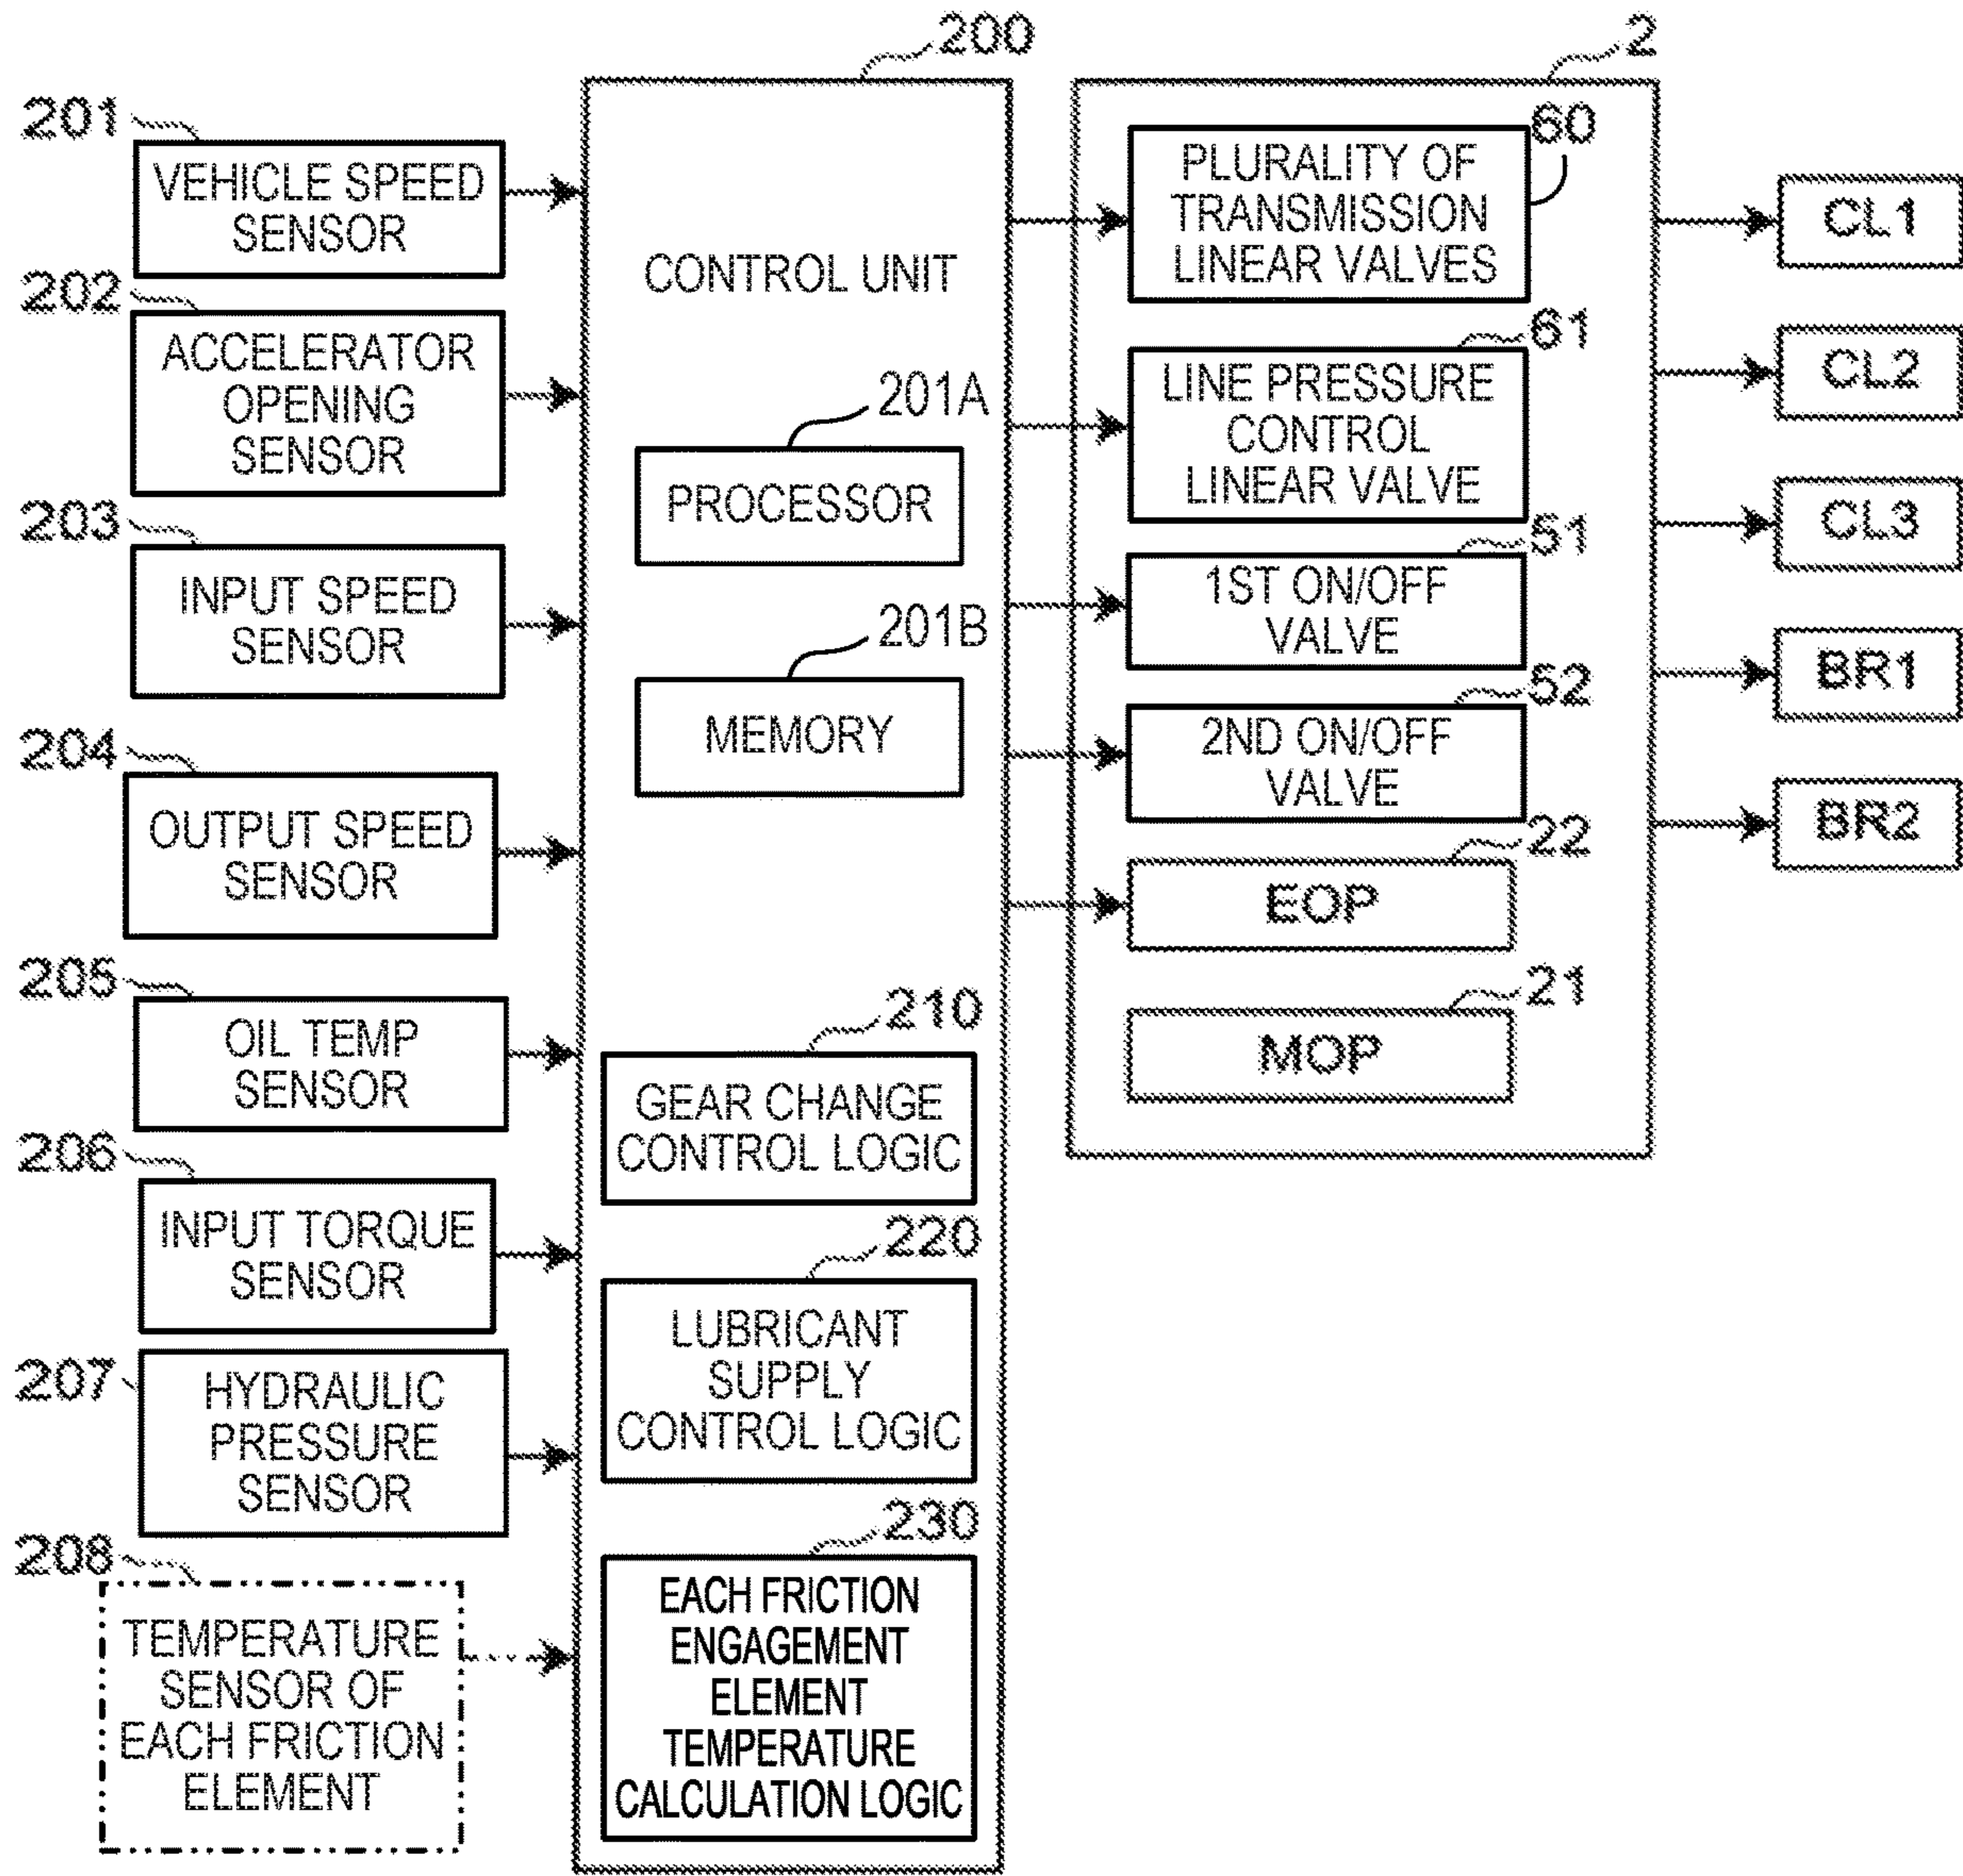 200
2
201
VEHICLE SPEED
SENSOR
202
ACCELERATOR
OPENING
SENSOR
203
INPUT SPEED
SENSOR
204
OUTPUT SPEED
SENSOR
205
OIL TEMP
SENSOR
206
INPUT TORQUE
SENSOR
207
HYDRAULIC
PRESSURE
SENSOR
208
TEMPERATURE
SENSOR OF
EACH FRICTION
ELEMENT
CONTROL UNIT
201A
PROCESSOR
201B
MEMORY
210
GEAR CHANGE
CONTROL LOGIC
220
LUBRICANT
SUPPLY
CONTROL LOGIC
230
EACH FRICTION
ENGAGEMENT
ELEMENT
TEMPERATURE
CALCULATION LOGIC
60
PLURALITY OF
TRANSMISSION
LINEAR VALVES
61
LINE PRESSURE
CONTROL
LINEAR VALVE
51
1ST ON/OFF
VALVE
52
2ND ON/OFF
VALVE
22
EOP
21
MOP
CL1
CL2
CL3
BR1
BR2